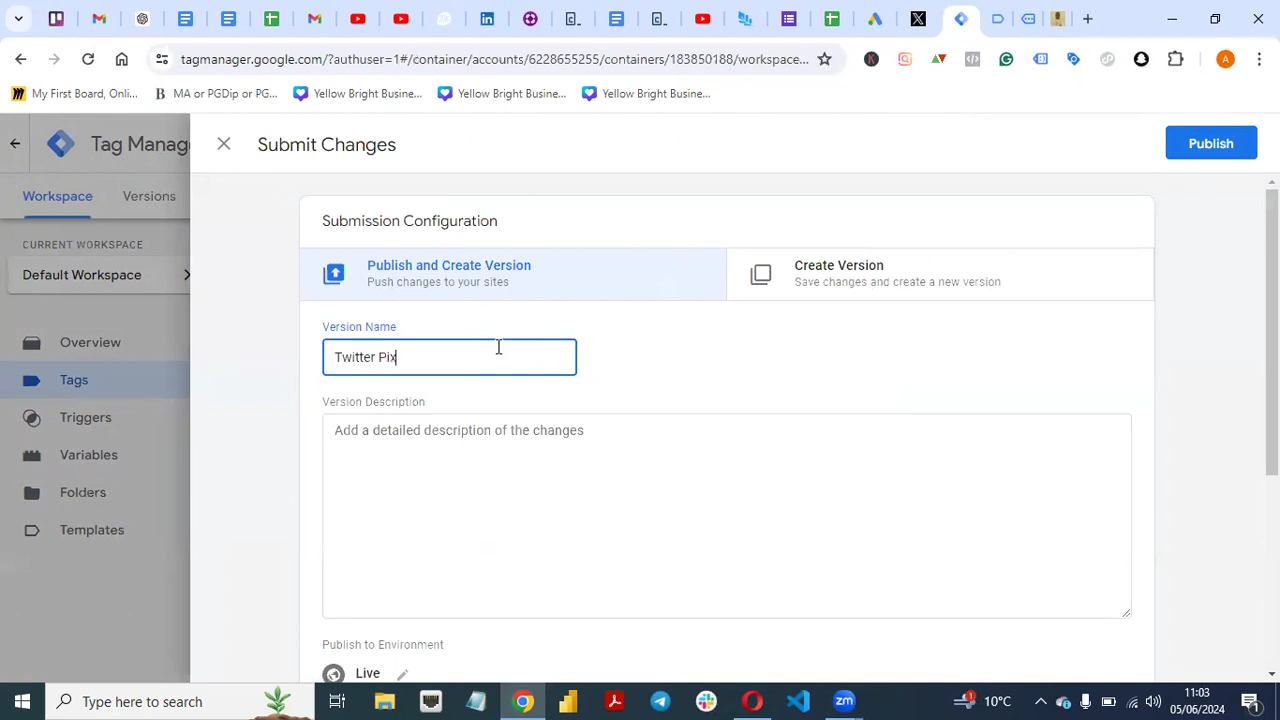 tagmanager.google.com/?authuser=1#/container/accounts/6228655255/containers/183850188/workspace...
A
My First Board, Onli...
MA or PGDip or PG...
Yellow Bright Busine...
Yellow Bright Busine...
Yellow Bright Busine...
Tag Manag
Submit Changes
Publish
Workspace
Versions
CURRENT WORKSPACE
Default Workspace
Overview
Tags
Triggers
Variables
Folders
Templates
Submission Configuration
Publish and Create Version
Push changes to your sites
Create Version
Save changes and create a new version
Version Name
Twitter Pix
Version Description
Add a detailed description of the changes
Publish to Environment
Live
Type here to search
zm
1
10°C
11:03
05/06/2024
1